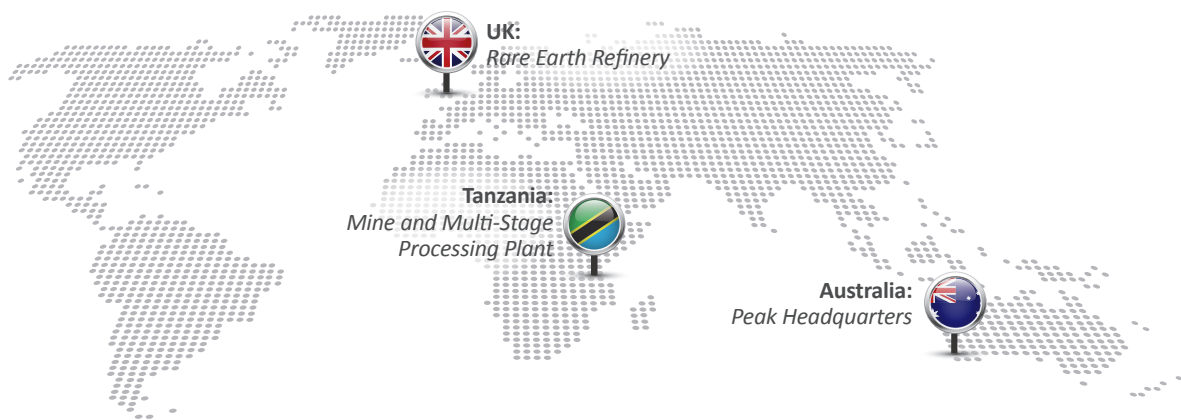 UK:
Rare Earth Refinery
Tanzania:
Mine and Multi-Stage
Processing Plant
Australia:
Peak Headquarters